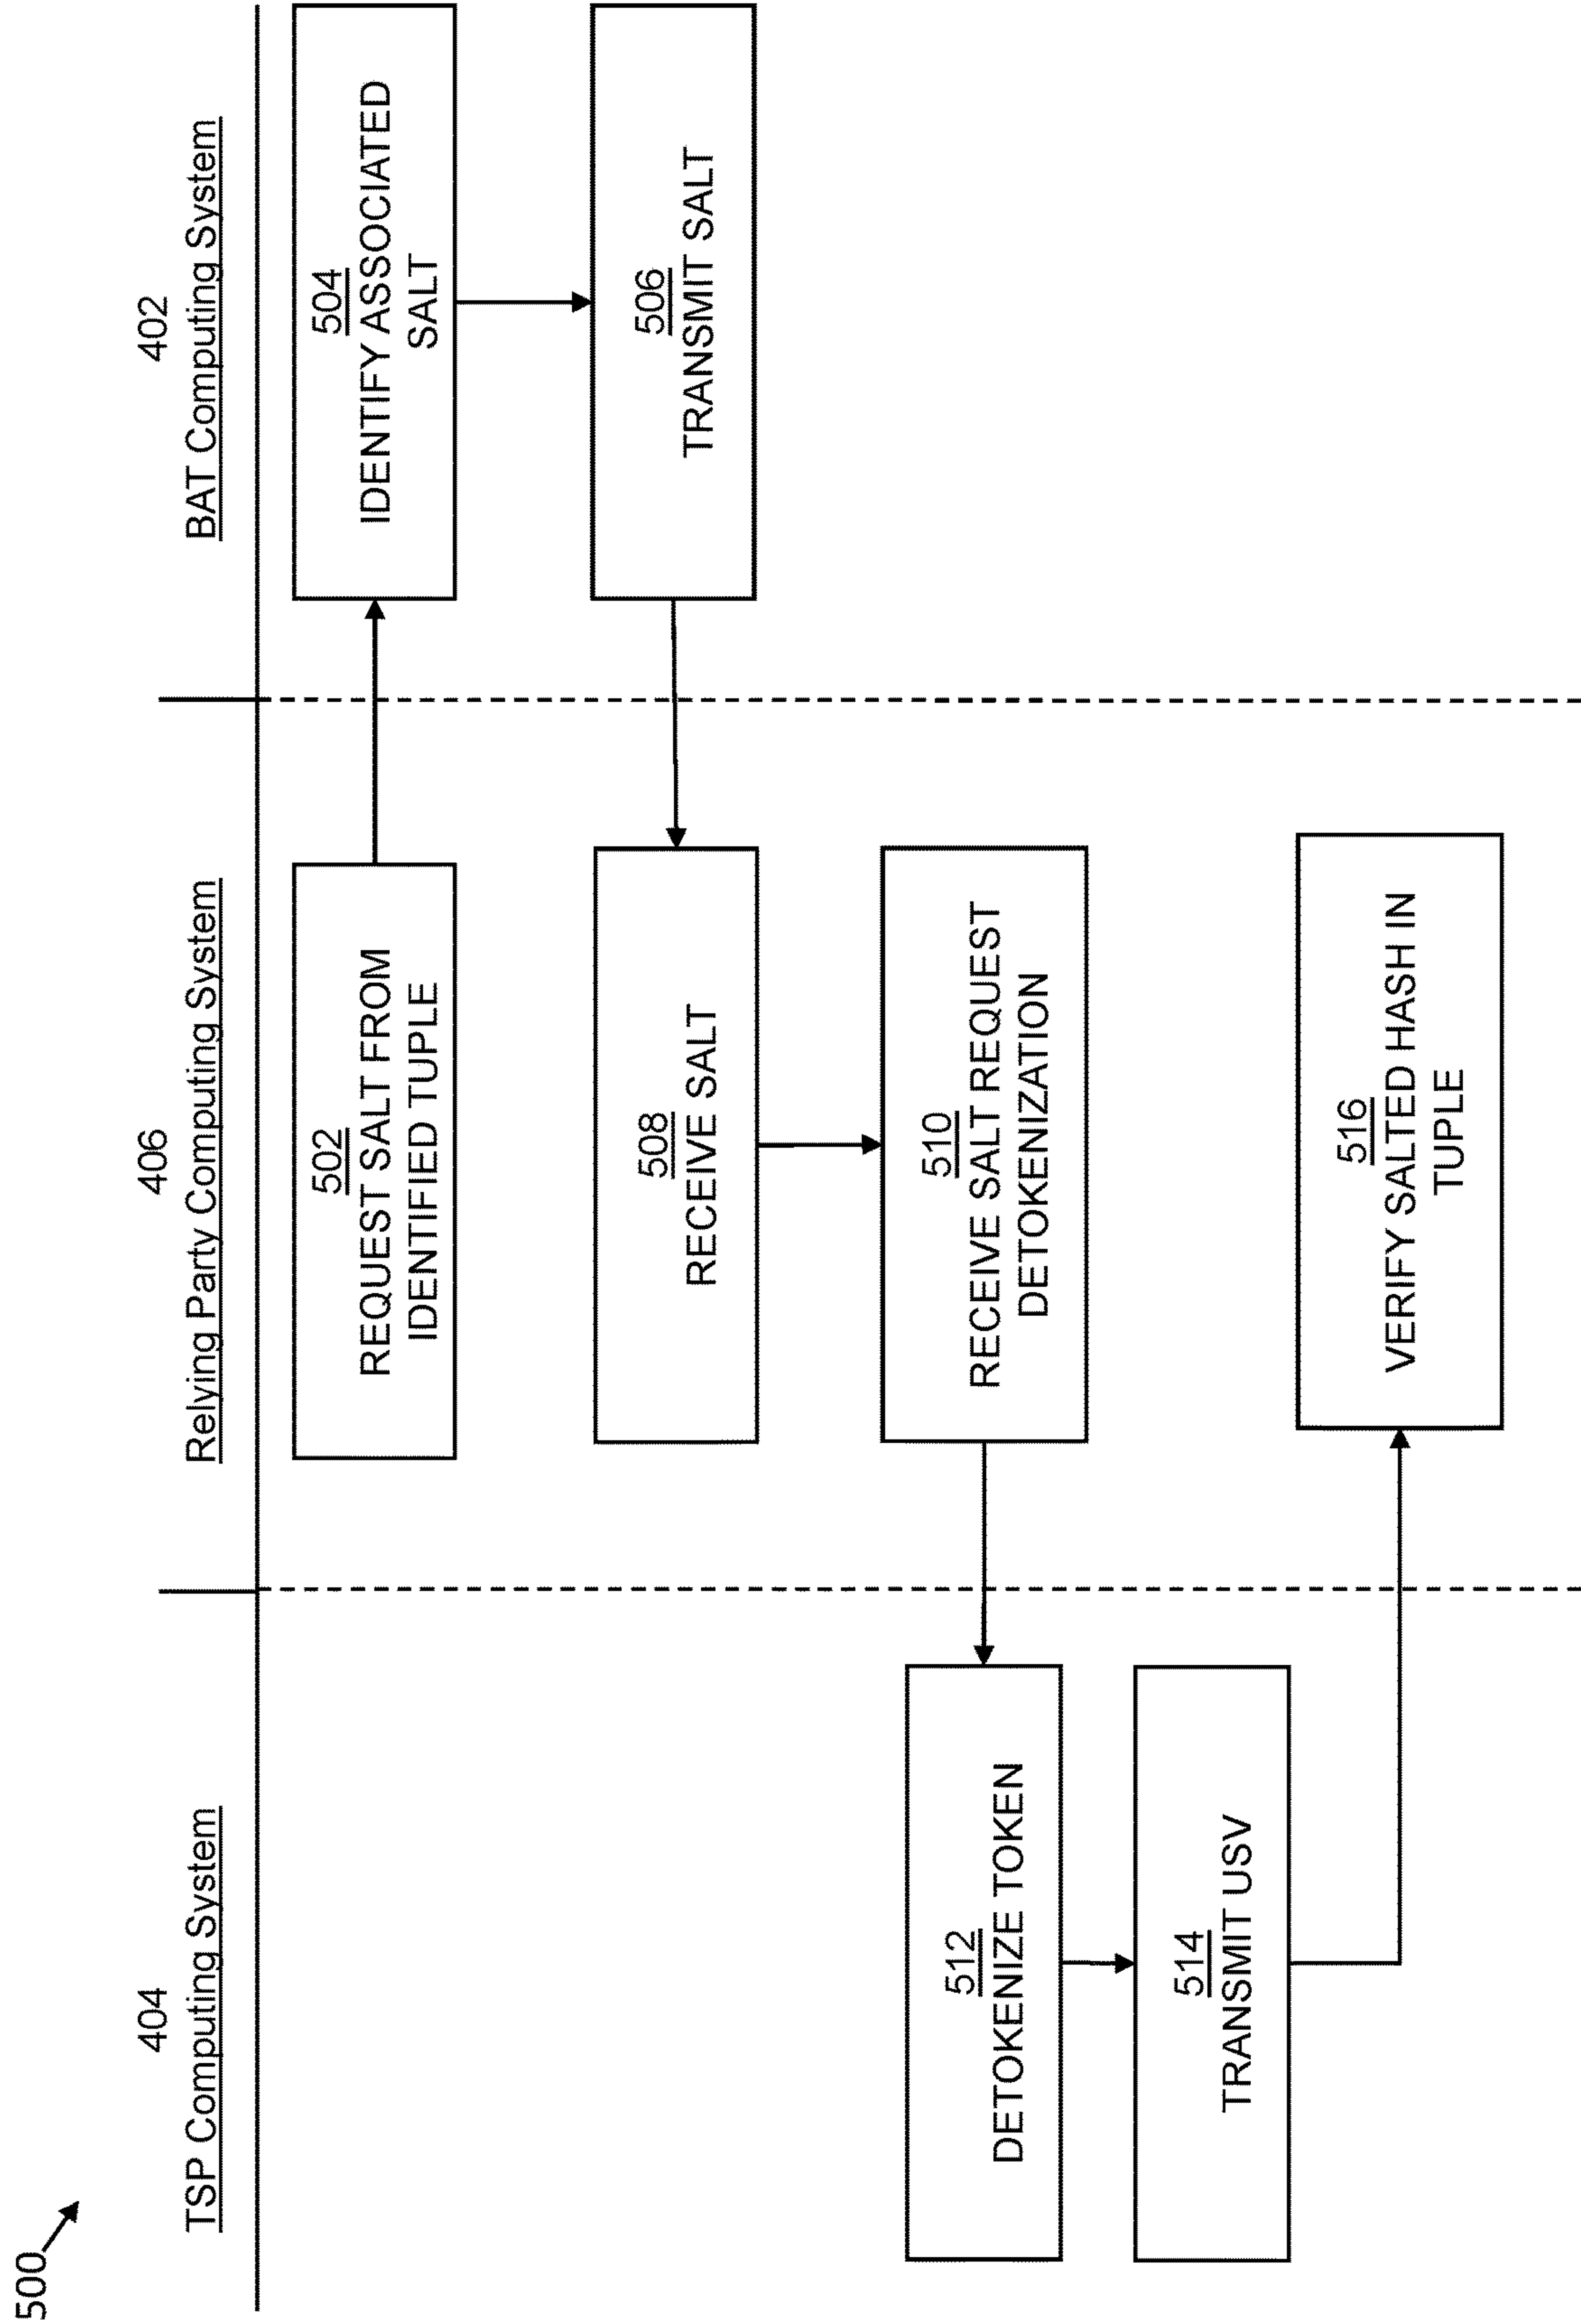 500
404
TSP Computing System
406
Relying Party Computing System
402
BAT Computing System
502
REQUEST SALT FROM
IDENTIFIED TUPLE
504
IDENTIFY ASSOCIATED
SALT
506
TRANSMIT SALT
508
RECEIVE SALT
510
RECEIVE SALT REQUEST
DETOKENIZATION
512
DETOKENIZE TOKEN
514
TRANSMIT USV
516
VERIFY SALTED HASH IN
TUPLE